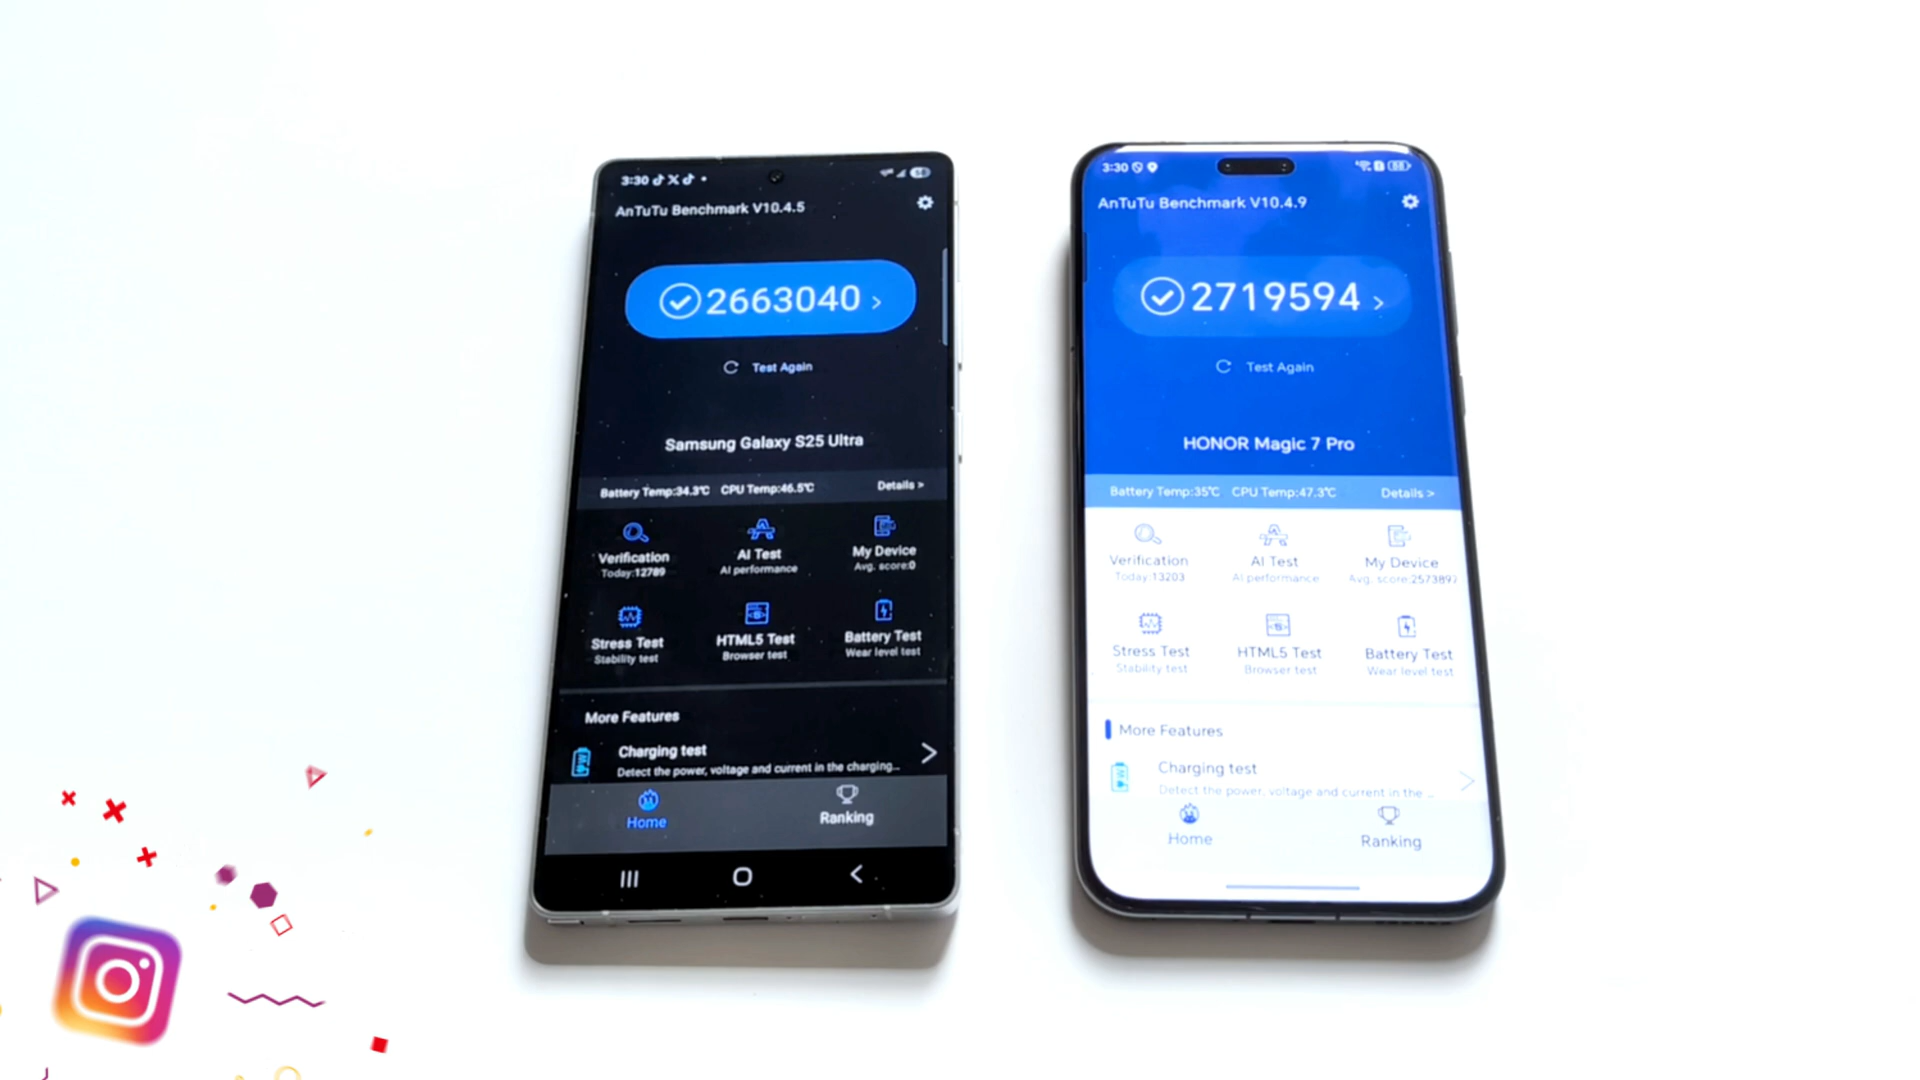 3:30
AnTuTu Benchmark V10.4.5
2663040 >
Test Again
Samsung Galaxy S25 Ultra
Battery Temp:34.3℃ CPU Temp:46.5℃ Details >
Verification
Today:12789
AI Test
AI performance
My Device
Avg. score:0
Stress Test
Stability test
HTML5 Test
Browser test
Battery Test
Wear level test
More Features
Charging test
Detect the power, voltage and current in the charging...
Home
Ranking
3:30
AnTuTu Benchmark V10.4.9
2719594 >
Test Again
HONOR Magic 7 Pro
Battery Temp:35℃ CPU Temp:47.3℃ Details >
Verification
Today:13203
AI Test
AI performance
My Device
Avg. score:2573897
Stress Test
Stability test
HTML5 Test
Browser test
Battery Test
Wear level test
More Features
Charging test
Detect the power, voltage and current in the ...
Home
Ranking